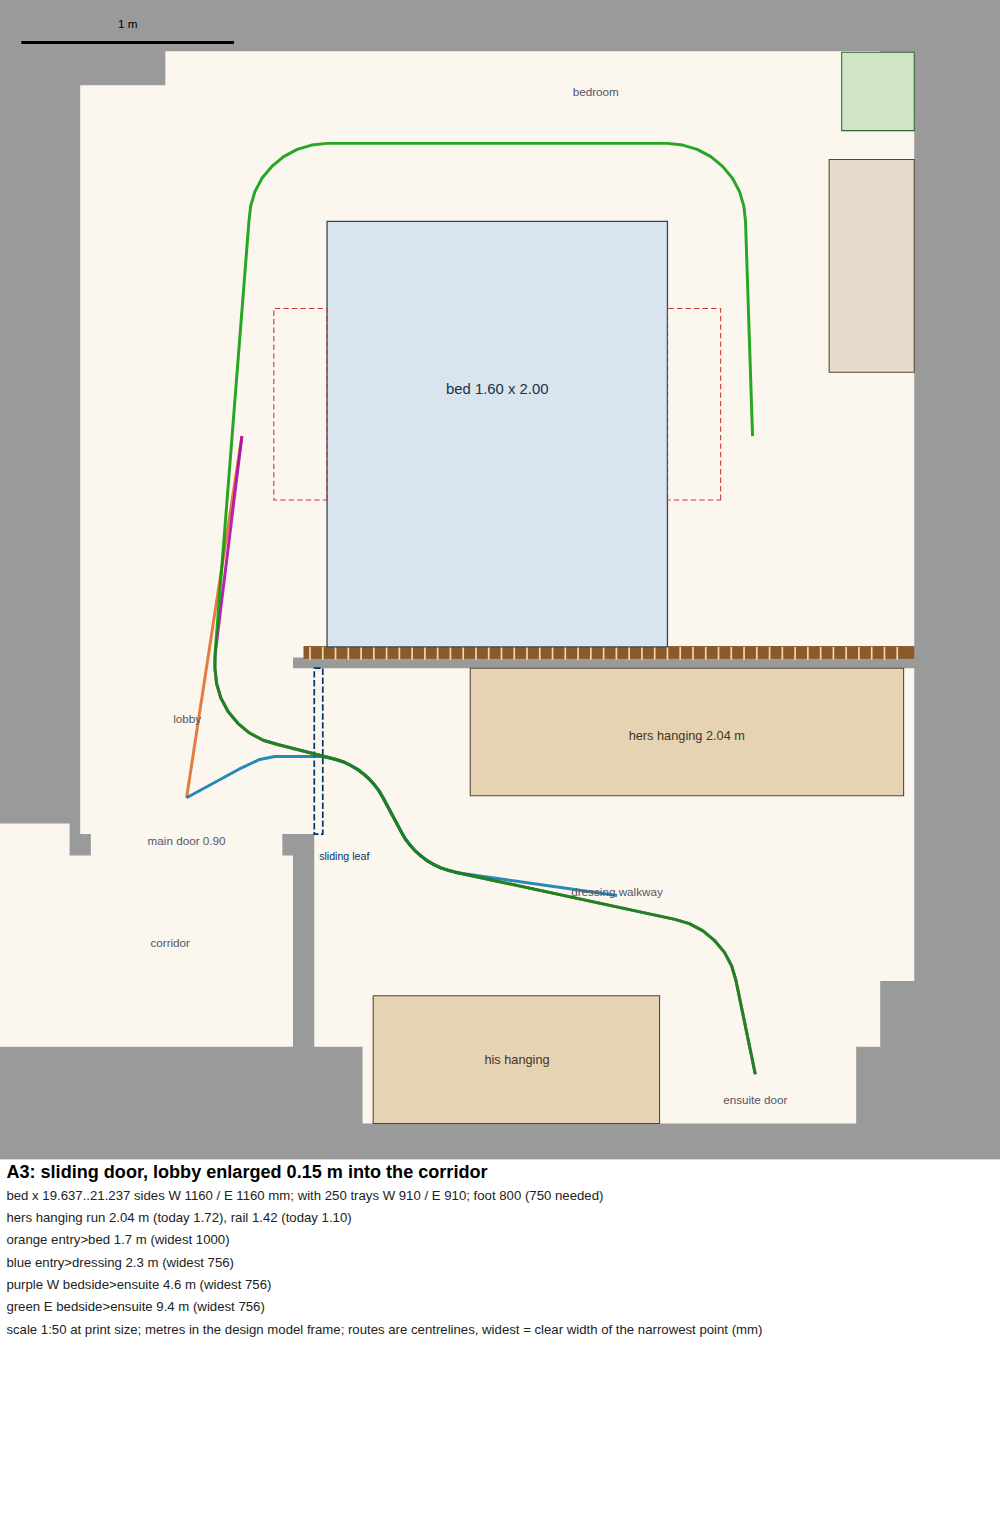 1 m
bedroom
bed 1.60 x 2.00
lobby
hers hanging 2.04 m
main door 0.90
sliding leaf
dressing walkway
corridor
his hanging
ensuite door
A3: sliding door, lobby enlarged 0.15 m into the corridor
bed x 19.637..21.237 sides W 1160 / E 1160 mm; with 250 trays W 910 / E 910; foot 800 (750 needed)
hers hanging run 2.04 m (today 1.72), rail 1.42 (today 1.10)
orange entry>bed 1.7 m (widest 1000)
blue entry>dressing 2.3 m (widest 756)
purple W bedside>ensuite 4.6 m (widest 756)
green E bedside>ensuite 9.4 m (widest 756)
scale 1:50 at print size; metres in the design model frame; routes are centrelines, widest = clear width of the narrowest point (mm)